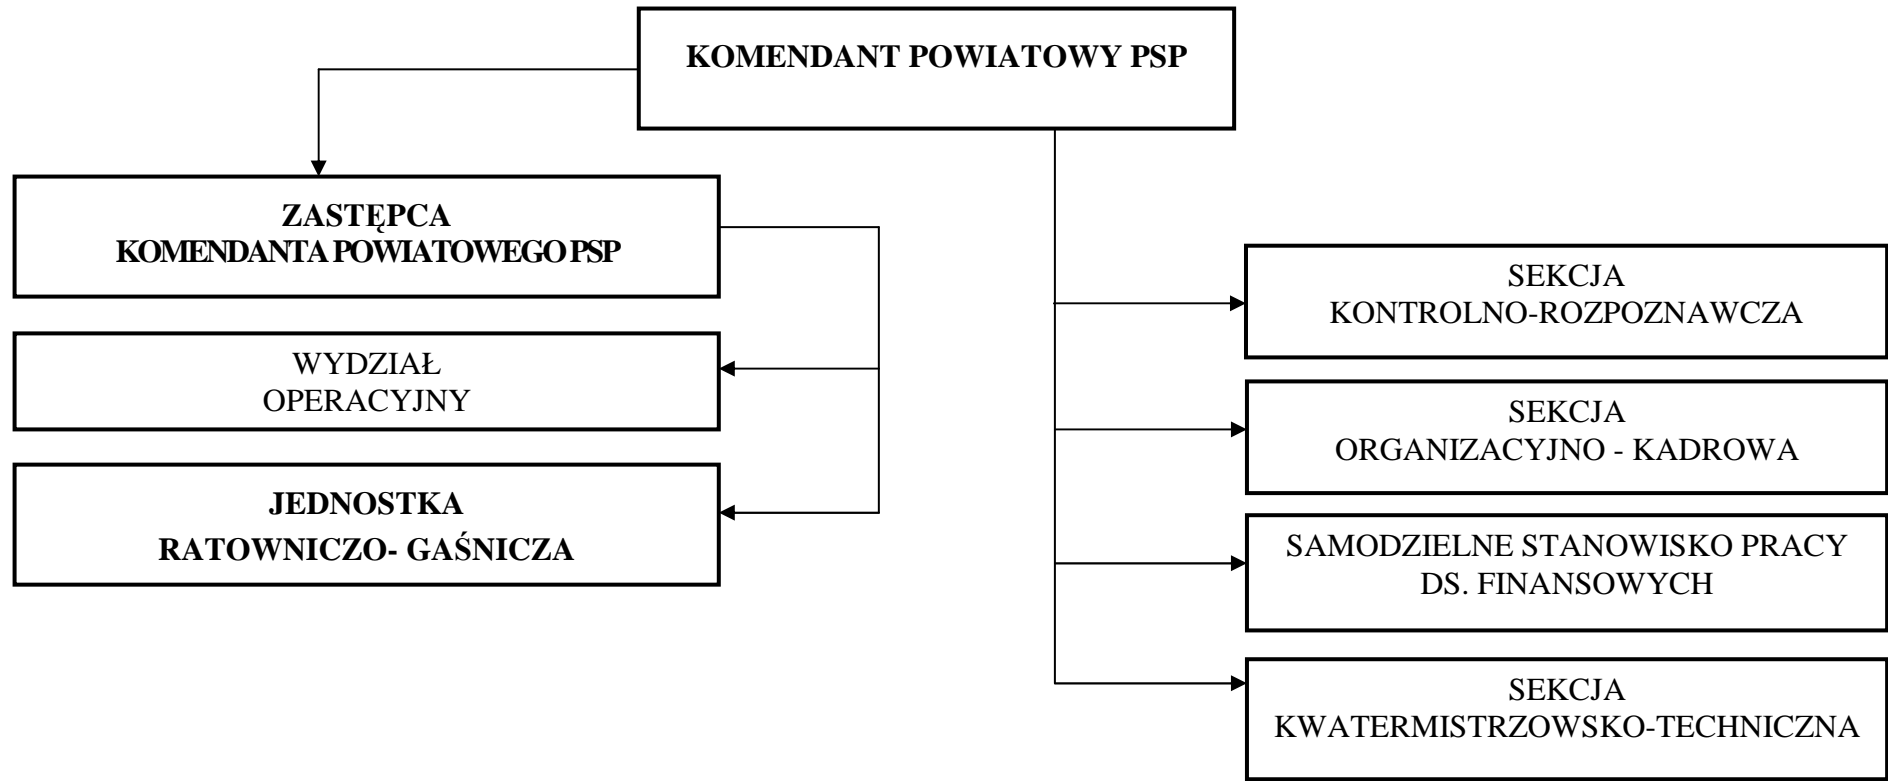 KOMENDANT POWIATOWY PSP
ZASTĘPCA
KOMENDANTA POWIATOWEGO PSP
WYDZIAŁ
OPERACYJNY
JEDNOSTKA
RATOWNICZO- GAŚNICZA
SEKCJA
KONTROLNO-ROZPOZNAWCZA
SEKCJA
ORGANIZACYJNO - KADROWA
SAMODZIELNE STANOWISKO PRACY
DS. FINANSOWYCH
SEKCJA
KWATERMISTRZOWSKO-TECHNICZNA